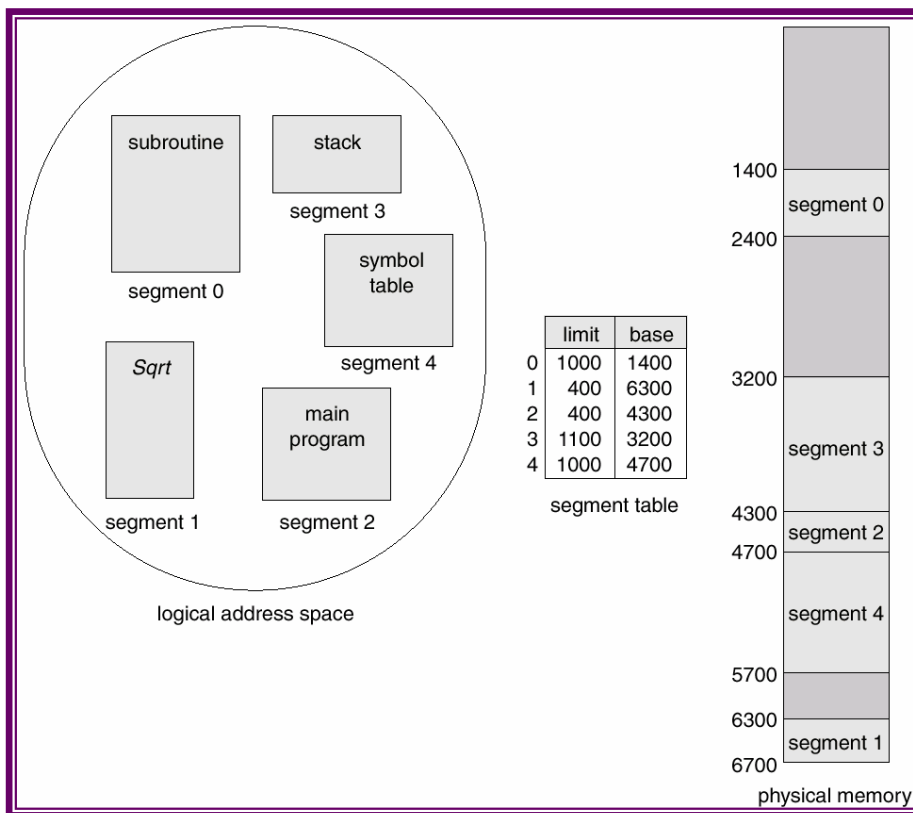 subroutine
segment 0
stack
segment 3
symbol
table
segment 4
Sqrt
segment 1
main
program
segment 2
logical address space
limit base
0 1000 1400
1 400 6300
2 400 4300
3 1100 3200
4 1000 4700
segment table
1400
segment 0
2400
3200
segment 3
4300
segment 2
4700
segment 4
5700
6300
segment 1
6700
physical memory